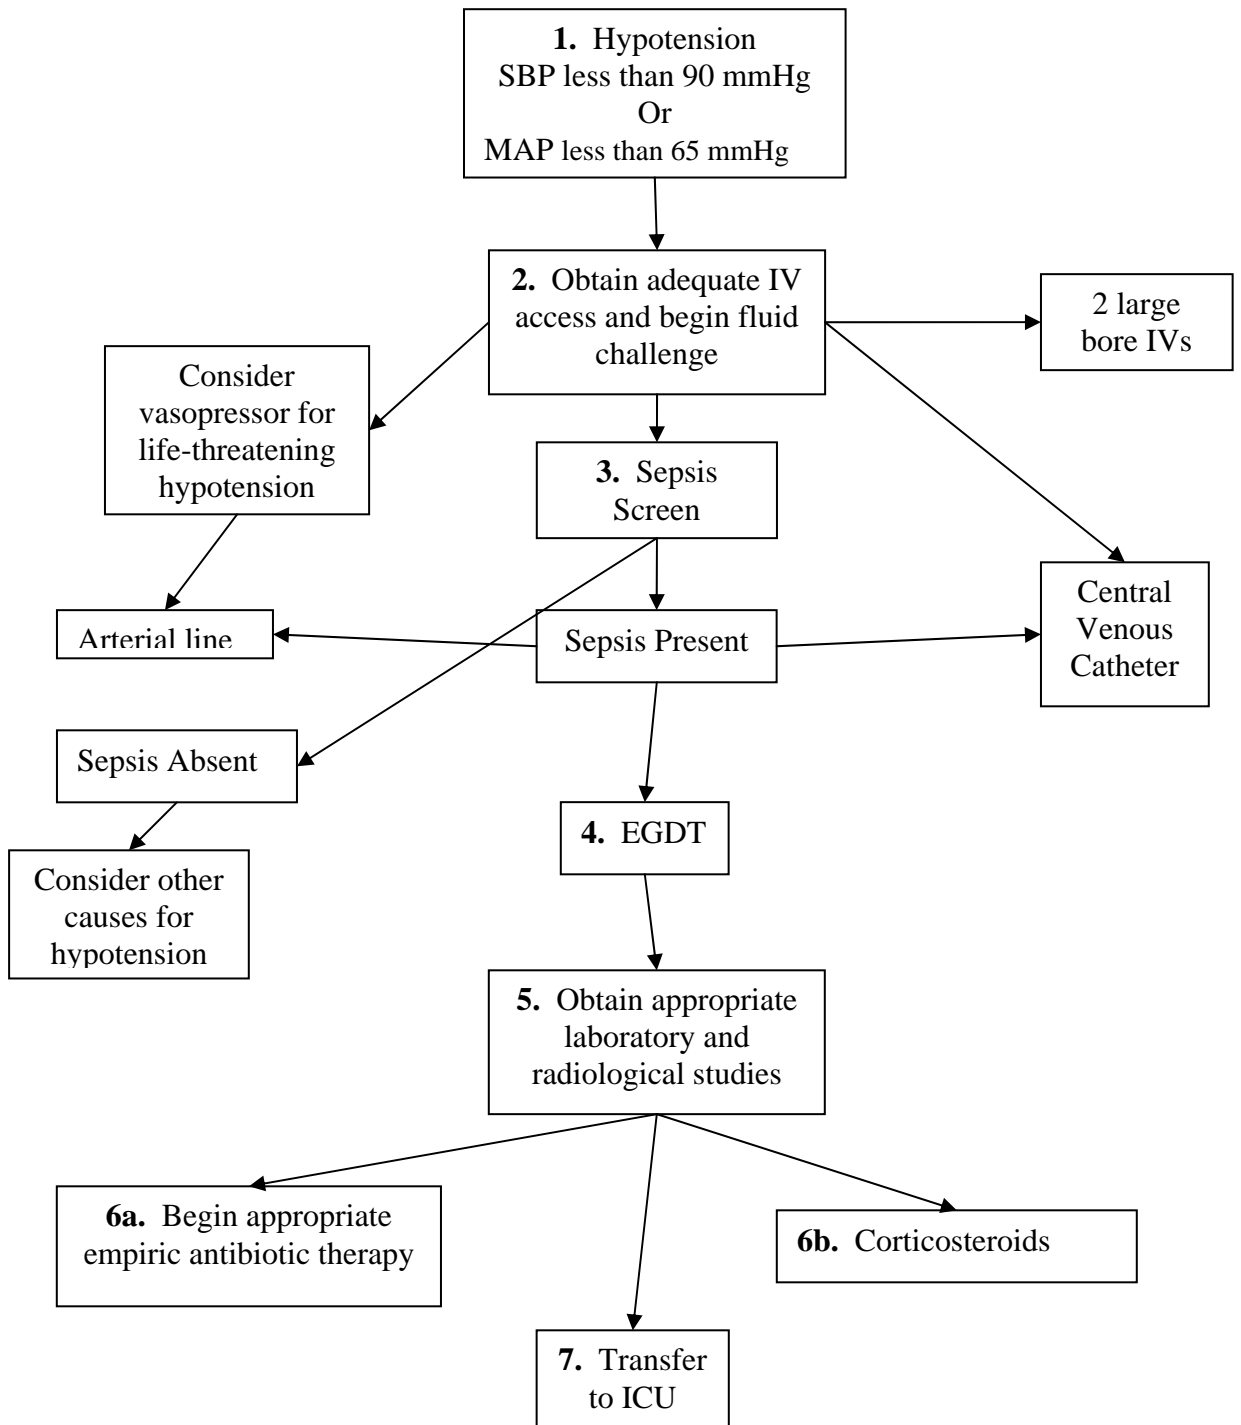 1. Hypotension
SBP less than 90 mmHg
Or
MAP less than 65 mmHg
2. Obtain adequate IV
access and begin fluid
challenge
2 large
bore IVs
Consider
vasopressor for
life-threatening
hypotension
3. Sepsis
Screen
Central
Venous
Catheter
Arterial line
Sepsis Present
Sepsis Absent
4. EGDT
Consider other
causes for
hypotension
5. Obtain appropriate
laboratory and
radiological studies
6a. Begin appropriate
empiric antibiotic therapy
6b. Corticosteroids
7. Transfer
to ICU